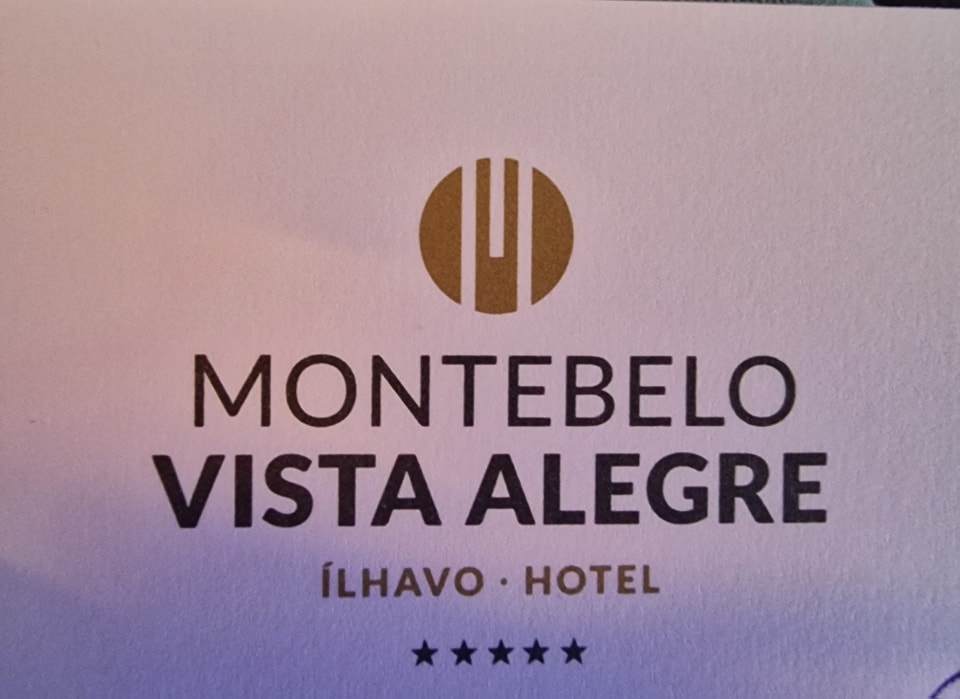 MONTEBELO
VISTA ALEGRE
ÍLHAVO · HOTEL
★★★★★